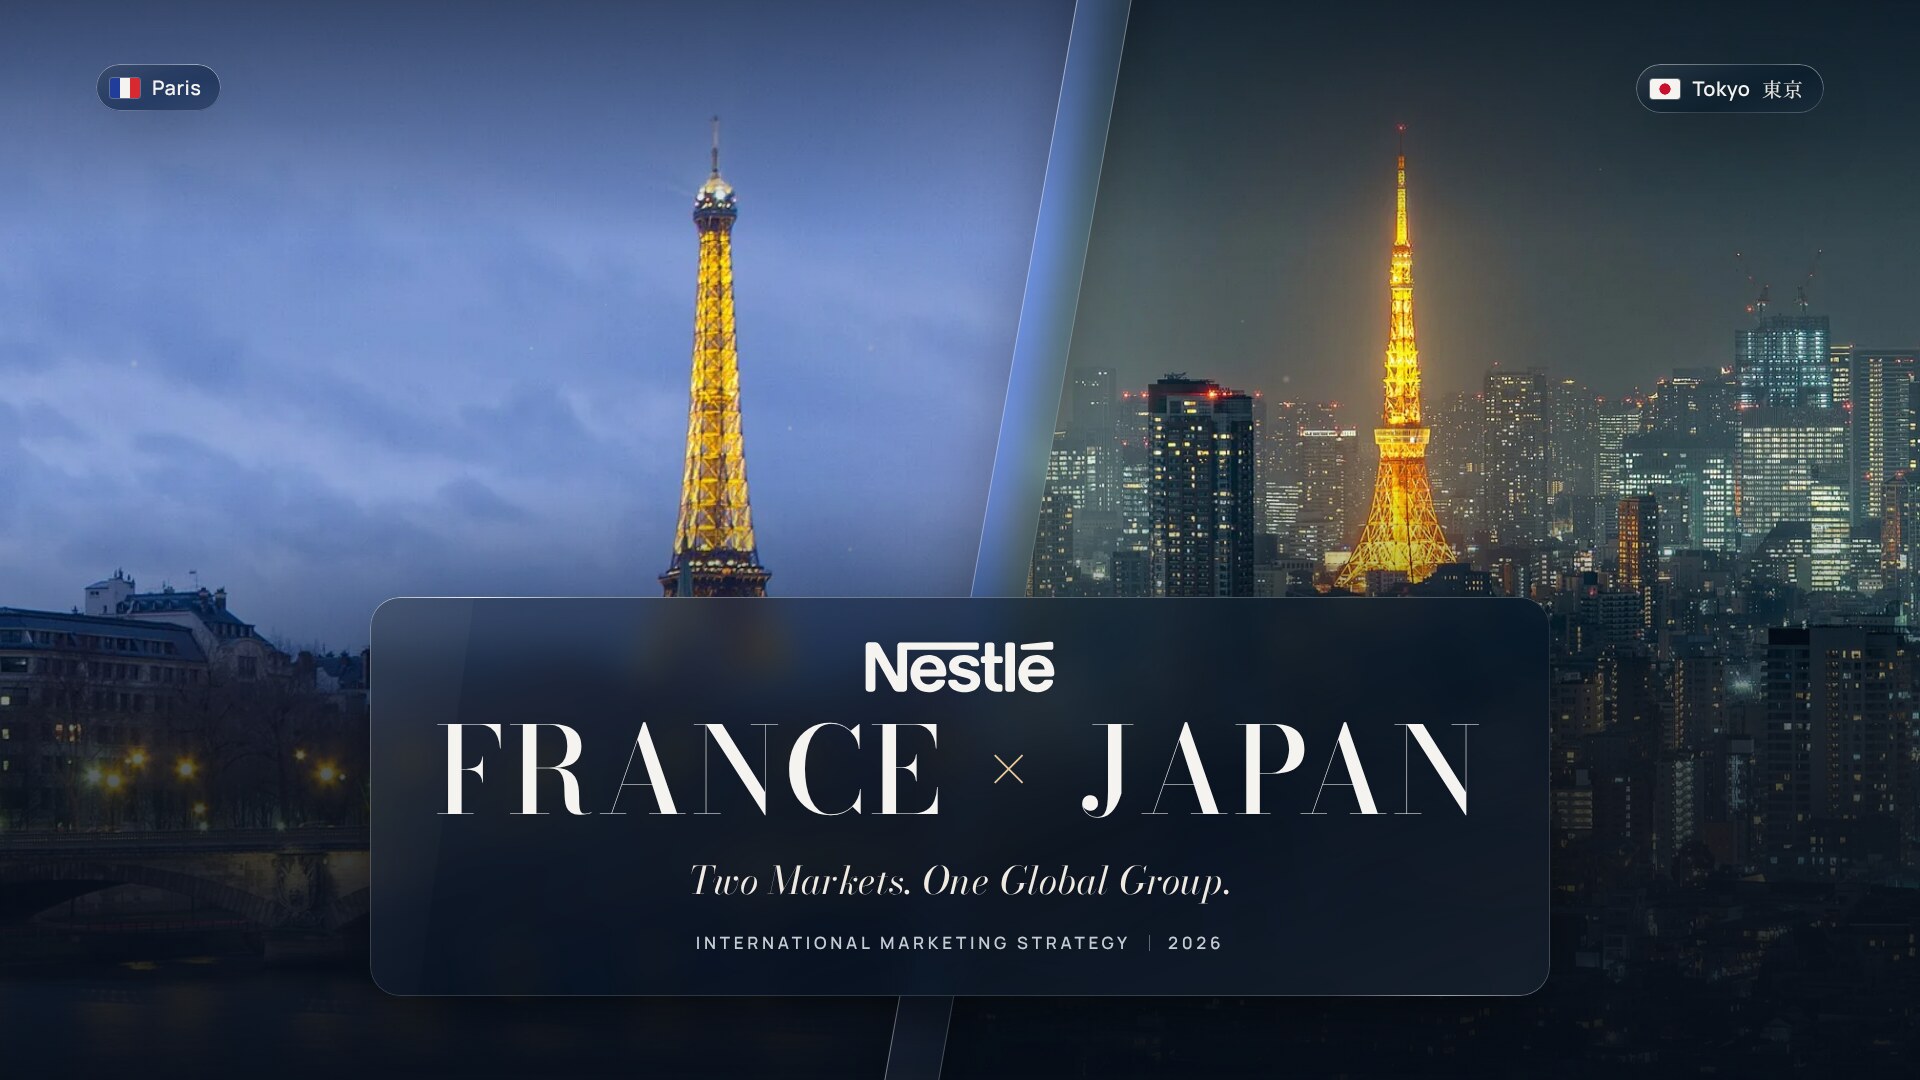 Paris
Tokyo 東京
Nestlé
FRANCE × JAPAN
Two Markets. One Global Group.
INTERNATIONAL MARKETING STRATEGY | 2026